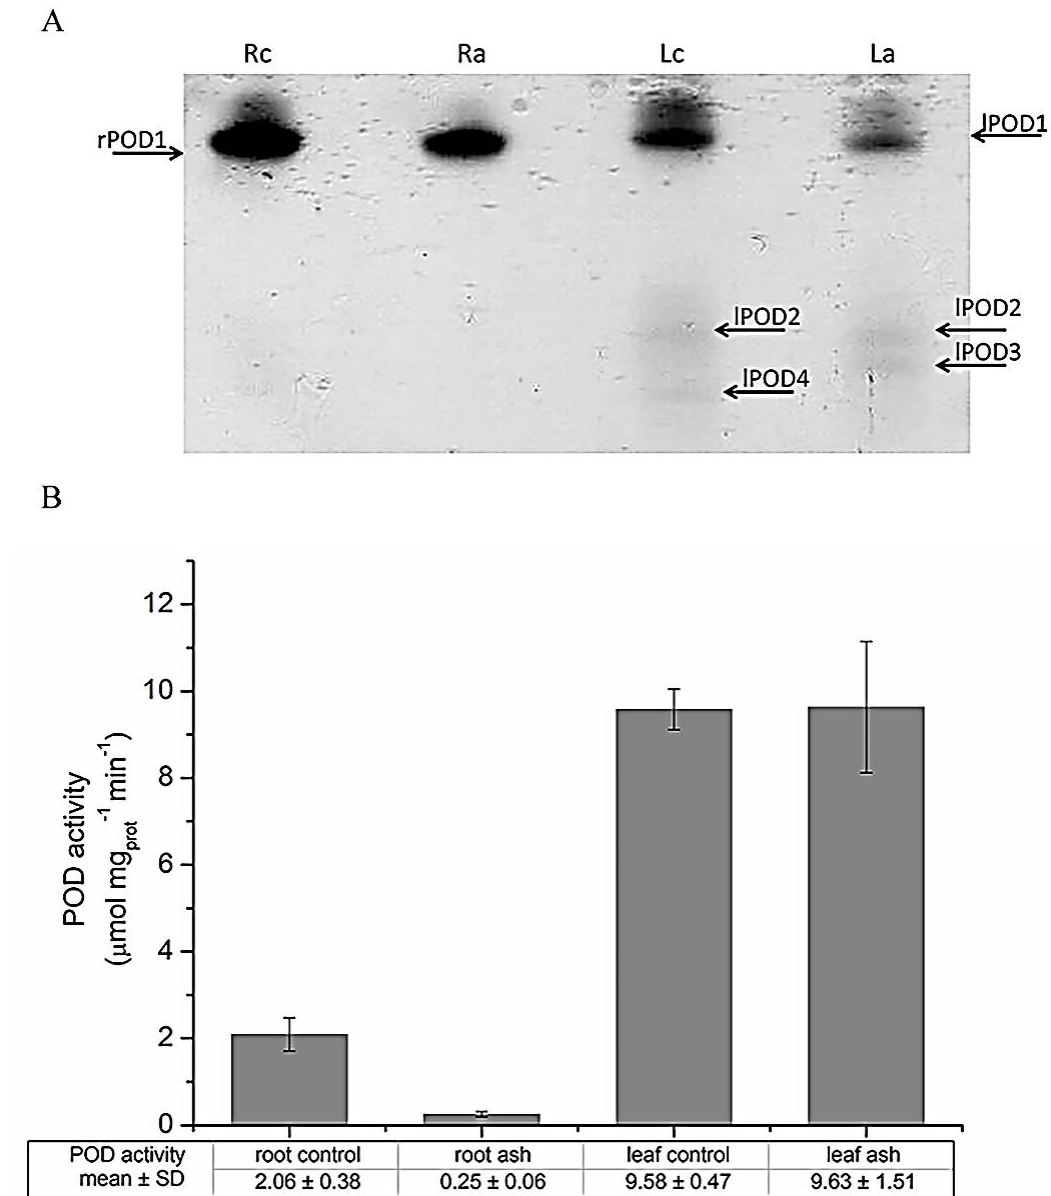 A
Rc Ra Lc La
rPOD1
lPOD1
lPOD2
lPOD2
lPOD3
lPOD4
B
12
10
8
6
4
2
0
POD activity
(μmol mgprot-1 min-1)
POD activity root control root ash leaf control leaf ash
mean ± SD 2.06 ± 0.38 0.25 ± 0.06 9.58 ± 0.47 9.63 ± 1.51